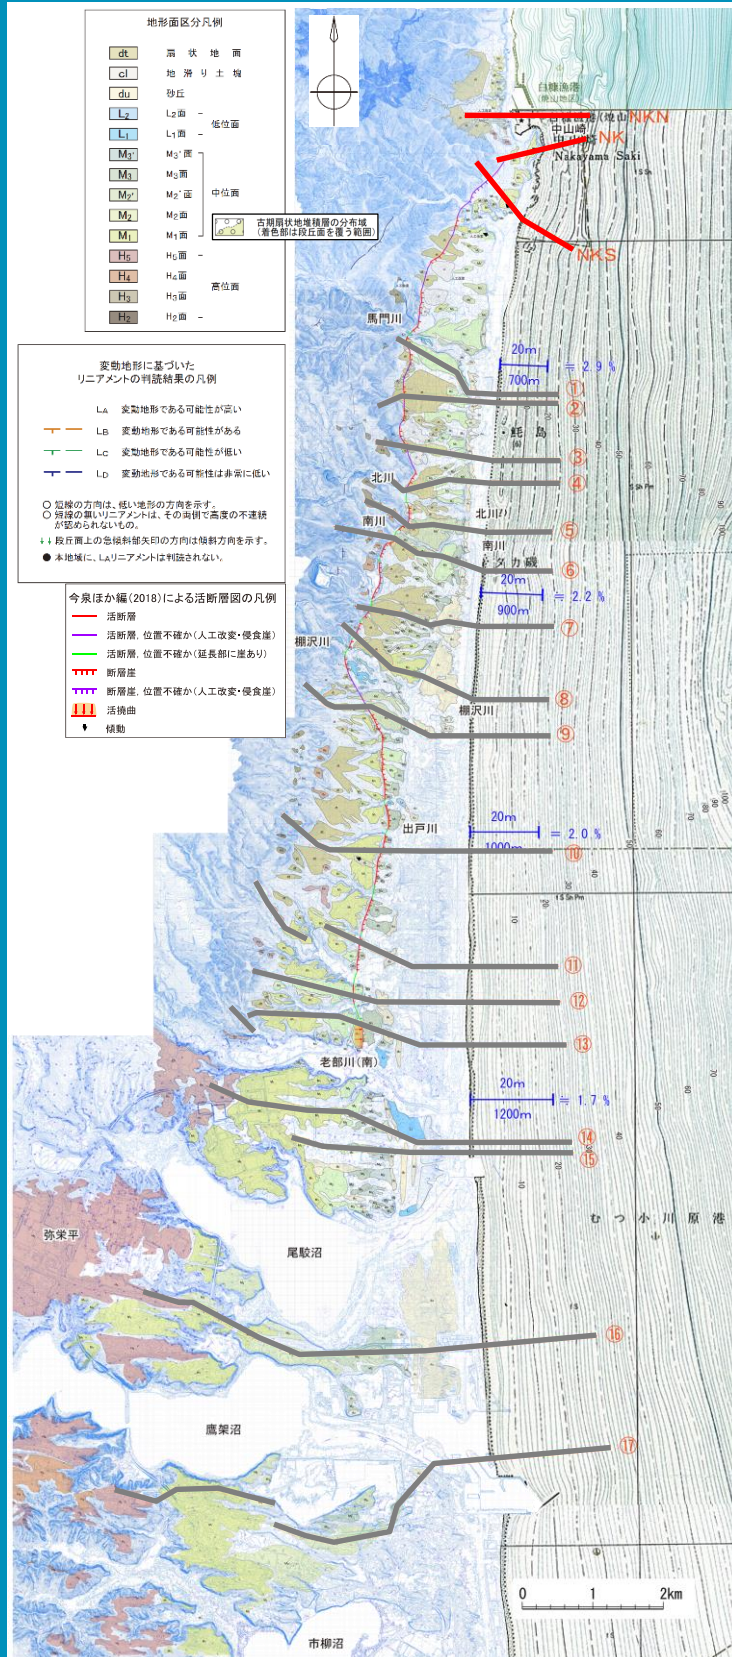 地形面区分凡例
dt 扇状地面
cl 地滑り土塊
du 砂丘
L2 L2面
L1 L1面
低位面
M3' M3'面
M3 M3面
M2' M2'面
M2 M2面
M1 M1面
中位面
H5 H5面
H4 H4面
H3 H3面
H2 H2面
高位面
古期扇状地堆積層の分布域
(着色部は段丘面を覆う範囲)
変動地形に基づいた
リニアメントの判読結果の凡例
LA 変動地形である可能性が高い
LB 変動地形である可能性がある
LC 変動地形である可能性が低い
LD 変動地形である可能性は非常に低い
○ 短線の方向は、低い地形の方向を示す。
○ 短線の無いリニアメントは、その両側で高度の不連続
が認められないもの。
↓↓ 段丘面上の急傾斜部矢印の方向は傾斜方向を示す。
● 本地域に、LAリニアメントは判読されない。
今泉ほか編(2018)による活断層図の凡例
活断層
活断層, 位置不確か(人工改変・侵食崖)
活断層, 位置不確か(延長部に崖あり)
断層崖
断層崖, 位置不確か(人工改変・侵食崖)
活撓曲
傾動
白糠漁港
(焼山地区)
白糠漁港(焼山
NKN
中山崎
NK
Nakayama Saki
NKS
馬門川
20m
700m
≒ 2.9 %
①
②
鮏島
③
北川
④
北川
南川
⑤
南川
タカ磯
⑥
20m
900m
≒ 2.2 %
⑦
棚沢川
⑧
棚沢川
⑨
20m
1000m
= 2.0 %
出戸川
⑩
⑪
⑫
⑬
老部川(南)
20m
1200m
≒ 1.7 %
⑭
⑮
むつ小川原港
弥栄平
尾駮沼
⑯
鷹架沼
⑰
市柳沼
0 1 2km